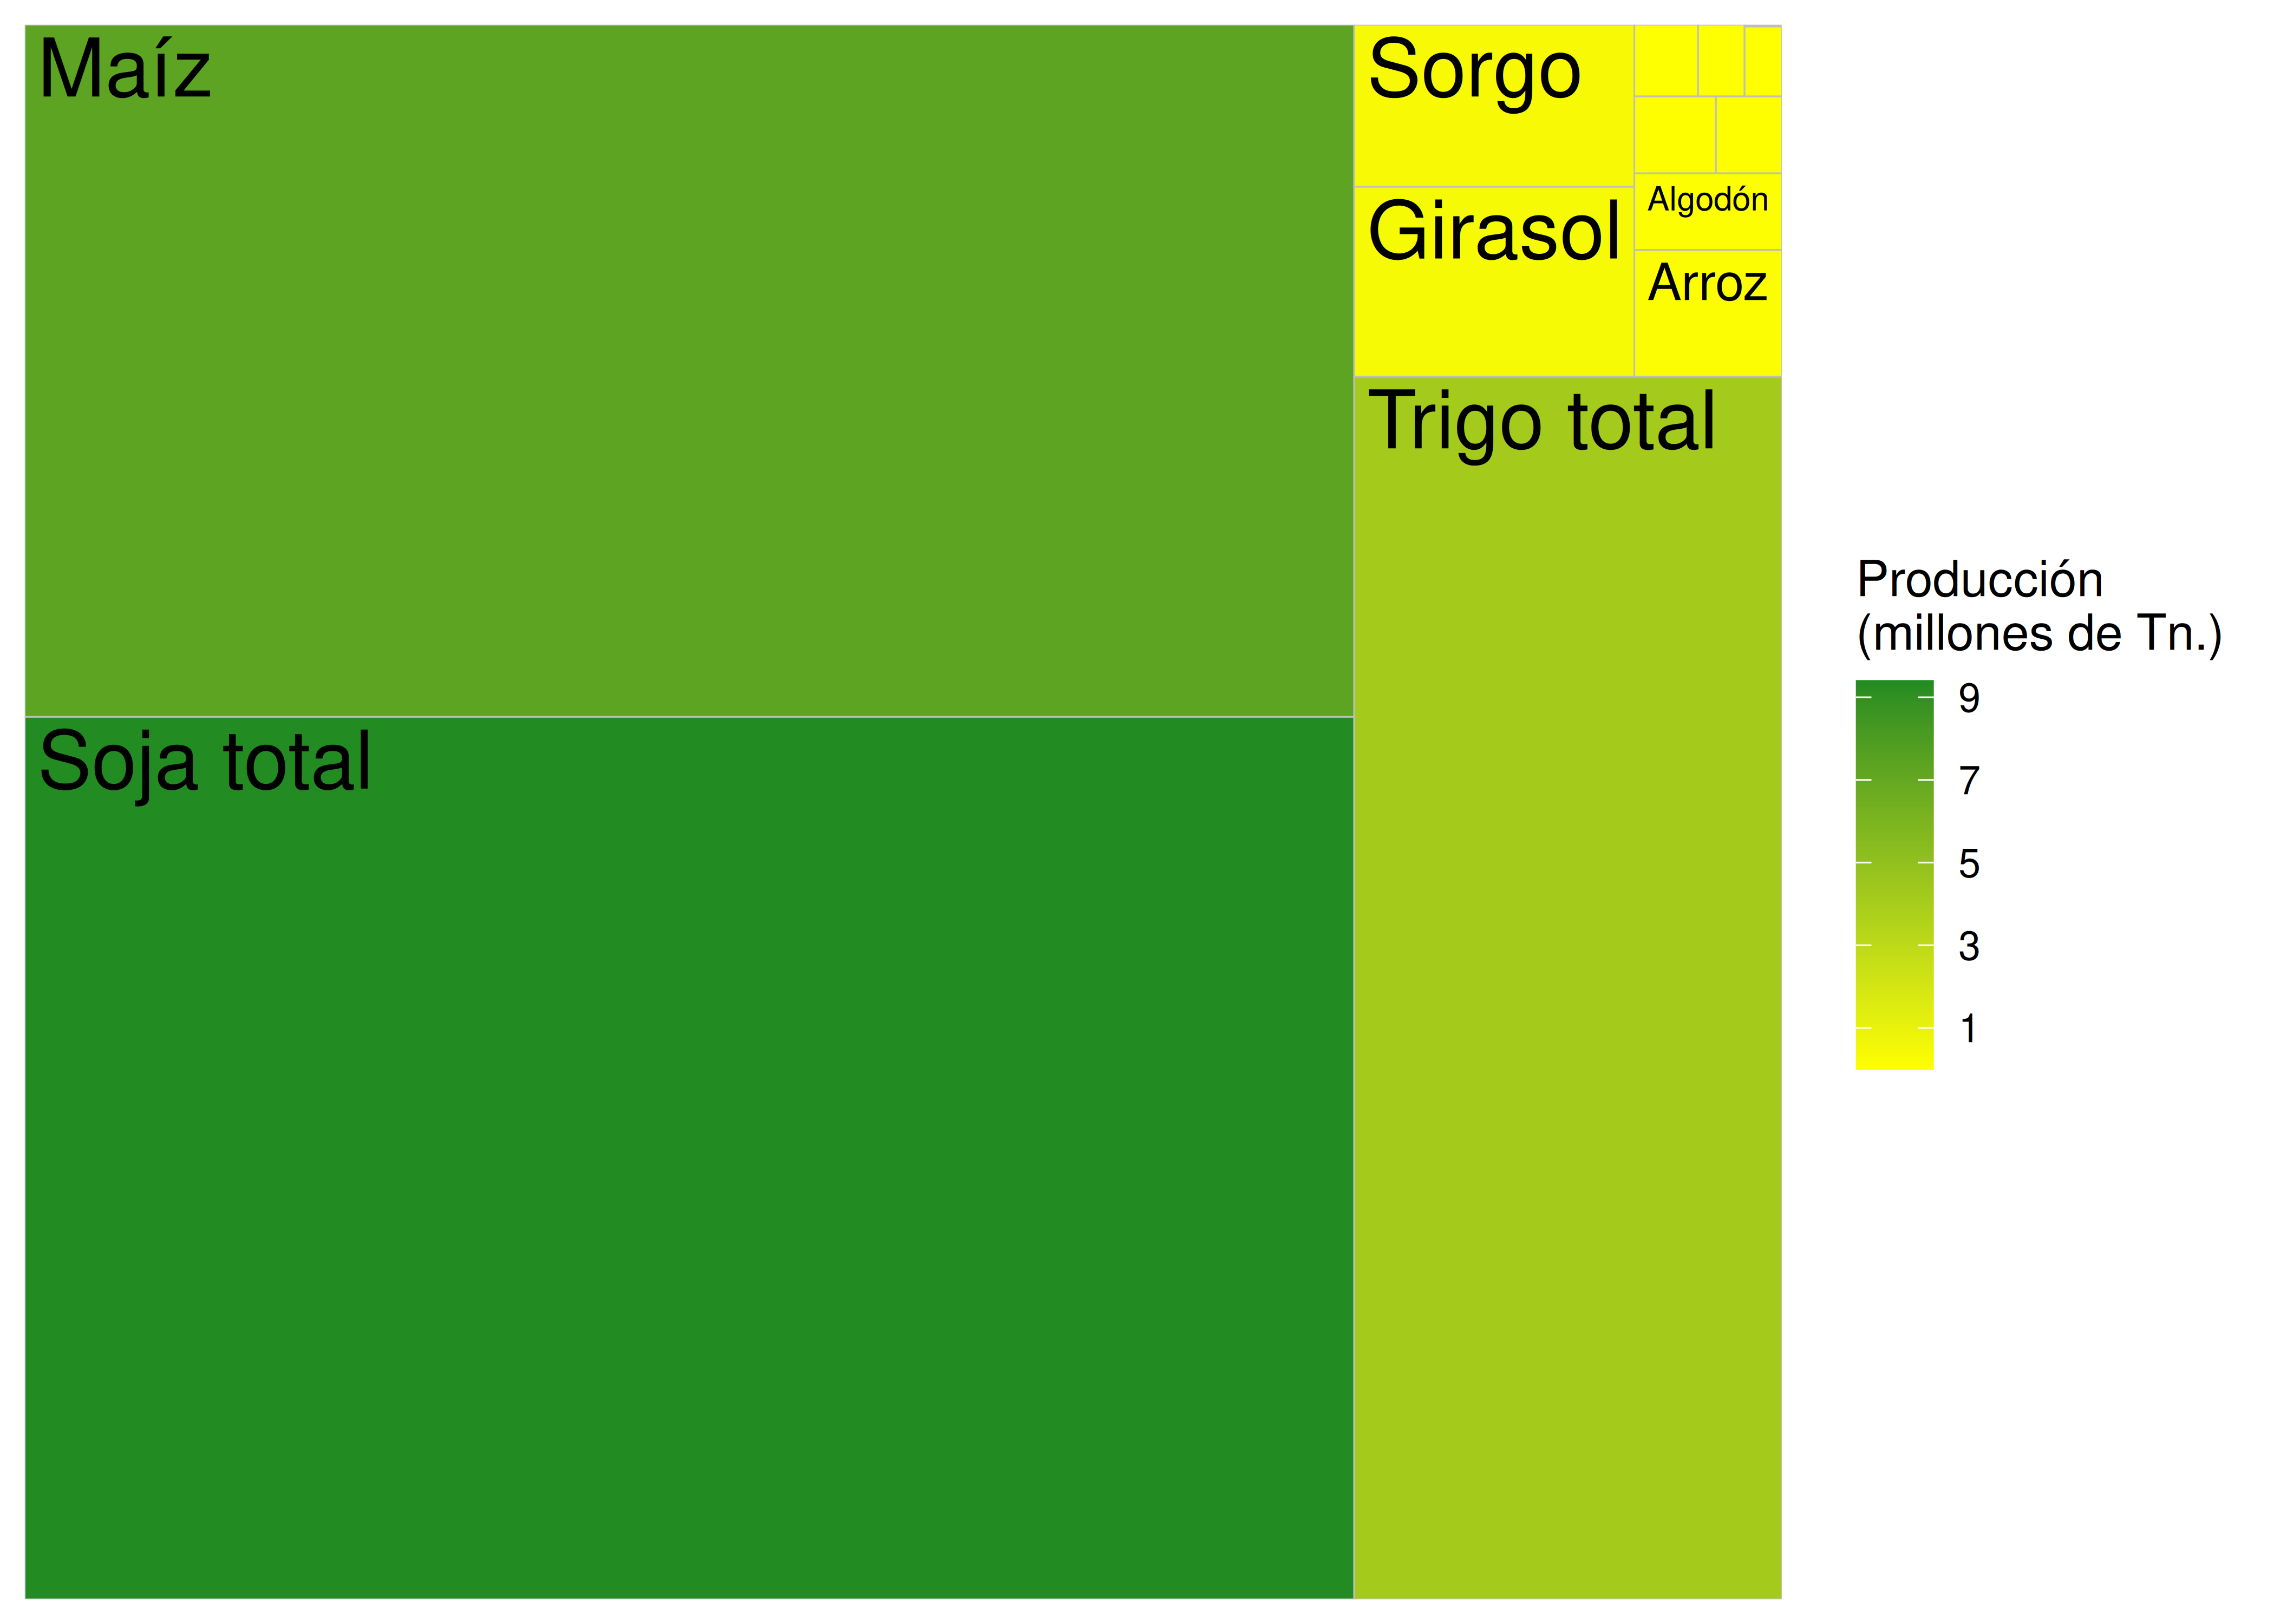 Maíz
Sorgo
Girasol
Algodón
Arroz
Trigo total
Soja total
Producción
(millones de Tn.)
9
7
5
3
1